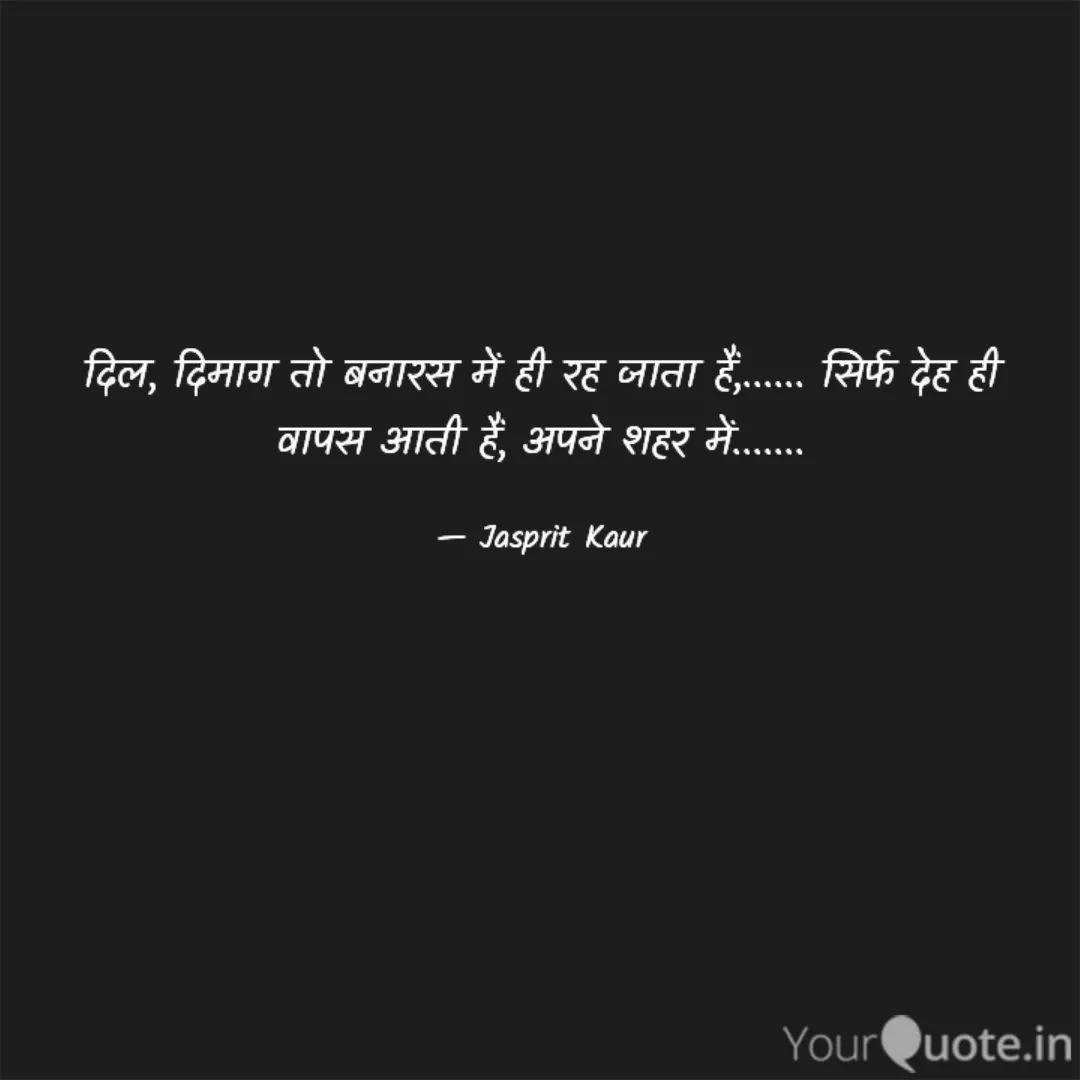 दिल, दिमाग तो बनारस में ही रह जाता हैं,...... सिर्फ देह ही
वापस आती हैं, अपने शहर में.......
— Jasprit Kaur
YourQuote.in